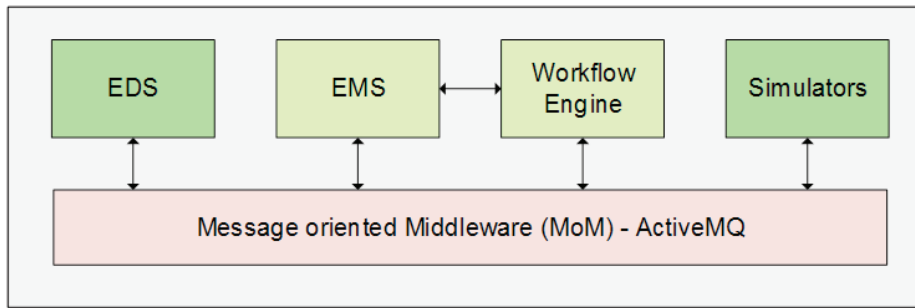 EDS
EMS
Workflow
Engine
Simulators
Message oriented Middleware (MoM) - ActiveMQ